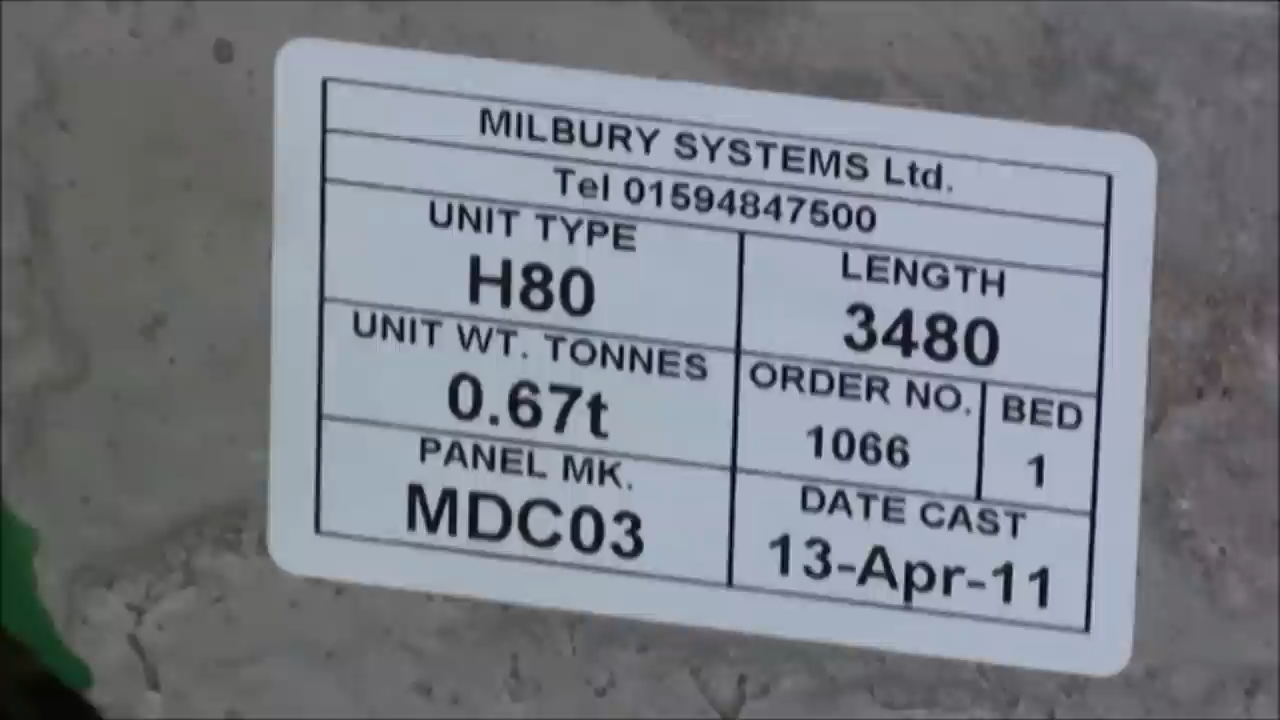 MILBURY SYSTEMS Ltd.
Tel 01594847500
UNIT TYPE
H80
LENGTH
3480
UNIT WT. TONNES
0.67t
ORDER NO.
1066
BED
1
PANEL MK.
MDC03
DATE CAST
13-Apr-11